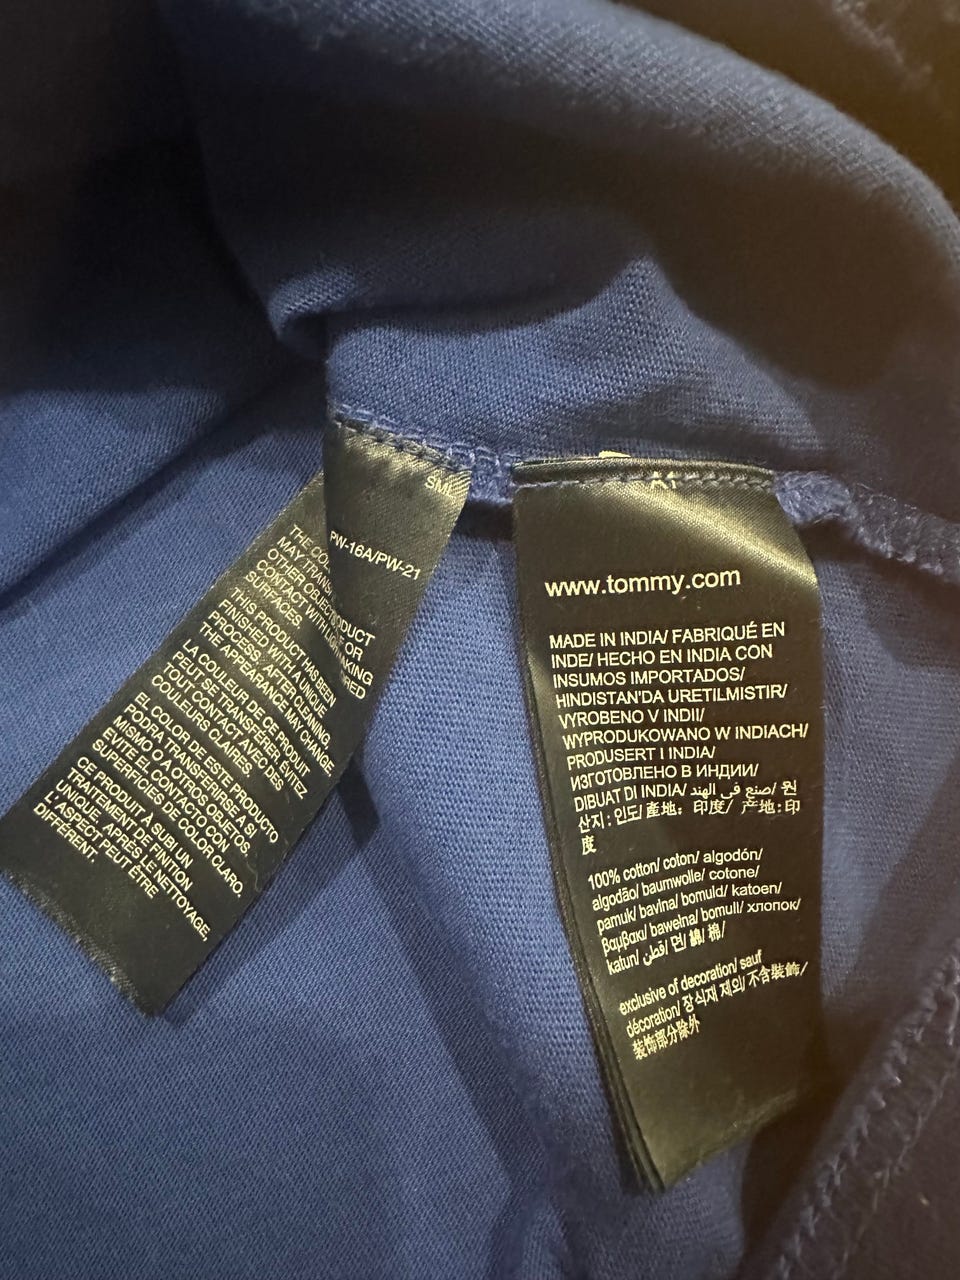 SML
PW-16A/PW-21
THE
MAY TRANS
OTHER OBJECT
CONTACT WITH LIG
SURFACES.
THIS PRODUCT HAS BEEN
FINISHED WITH A UNIQUE
PROCESS. AFTER CLEANING,
THE APPEARANCE MAY CHANGE.
LA COULEUR DE CE PRODUIT
PEUT SE TRANSFÉRER. ÉVITEZ
TOUT CONTACT AVEC DES
COULEURS CLAIRES.
EL COLOR DE ESTE PRODUCTO
PODRÁ TRANSFERIRSE A SÍ
MISMO O A OTROS OBJETOS.
EVITE EL CONTACTO CON
SUPERFICIES DE COLOR CLARO.
CE PRODUIT A SUBI UN
TRAITEMENT DE FINITION
UNIQUE. APRÈS LE NETTOYAGE,
L'ASPECT PEUT ÊTRE
DIFFÉRENT.
www.tommy.com
MADE IN INDIA/ FABRIQUÉ EN
INDE/ HECHO EN INDIA CON
INSUMOS IMPORTADOS/
HINDISTAN'DA URETILMISTIR/
VYROBENO V INDII/
WYPRODUKOWANO W INDIACH/
PRODUSERT I INDIA/
ИЗГОТОВЛЕНО В ИНДИИ/
DIBUAT DI INDIA/ صنع في الهند/ 원
산지:인도/ 產地: 印度/ 产地:印
度
100% cotton/ coton/ algodón/
algodão/ baumwolle/ cotone/
pamuk/ bavlna/ bomuld/ katoen/
βαμβακι/ bawełna/ bomull/ хлопок/
katun/ قطن/ 면/ 綿/ 棉/
exclusive of decoration/ sauf
décoration/ 장식재 제외/ 不含裝飾/
装饰部分除外